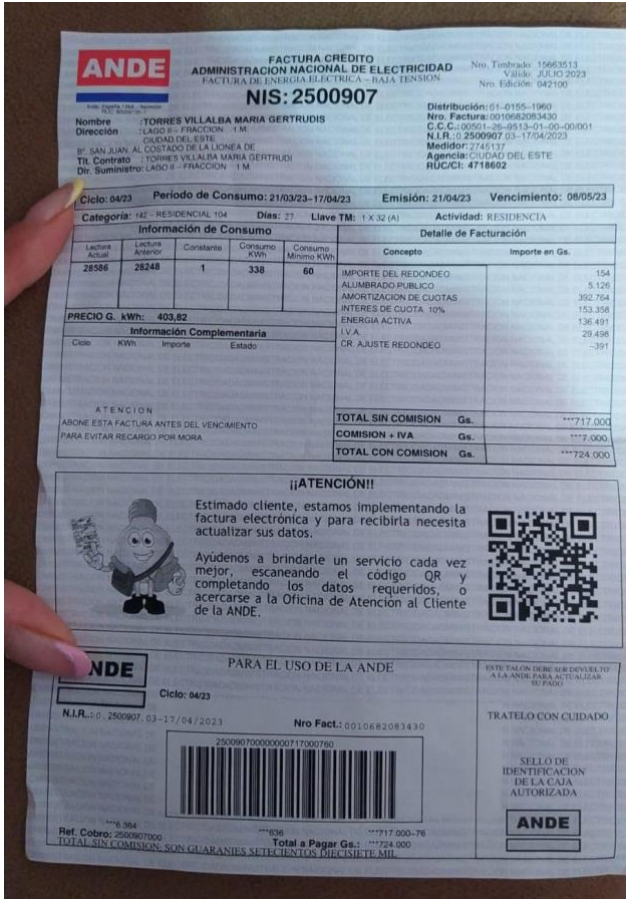 ANDE
FACTURA CREDITO
ADMINISTRACION NACIONAL DE ELECTRICIDAD
FACTURA DE ENERGIA ELECTRICA - BAJA TENSION
NIS: 2500907
Nro. Timbrado 15663513
Válido: JULIO 2023
Nro. Edición: 042100
Nombre : TORRES VILLALBA MARIA GERTRUDIS
Dirección : LAGO II - FRACCION 1 M.
CIUDAD DEL ESTE
Bº. SAN JUAN, AL COSTADO DE LA LIONEA DE
Tit. Contrato : TORRES VILLALBA MARIA GERTRUDI
Dir. Suministro: LAGO II - FRACCION 1 M.
Distribución: 01-0155-1960
Nro. Factura: 0010682083430
C.C.C.: 00501-26-9513-01-00-00/001
N.I.R.: 0 2500907 03-17/04/2023
Medidor: 2745137
Agencia: CIUDAD DEL ESTE
RUC/CI: 4718602
Ciclo: 04/23 Periodo de Consumo: 21/03/23-17/04/23 Emisión: 21/04/23 Vencimiento: 08/05/23
Categoría: 142 - RESIDENCIAL 104 Días: 27 Llave TM: 1 X 32 (A) Actividad: RESIDENCIA
Información de Consumo
Lectura Actual Lectura Anterior Constante Consumo KWh Consumo Mínimo KWh
28586 28248 1 338 60
PRECIO G. kWh: 403,82
Información Complementaria
Ciclo KWh Importe Estado
ATENCION
ABONE ESTA FACTURA ANTES DEL VENCIMIENTO
PARA EVITAR RECARGO POR MORA
Detalle de Facturación
Concepto Importe en Gs.
IMPORTE DEL REDONDEO 154
ALUMBRADO PUBLICO 5.126
AMORTIZACION DE CUOTAS 392.764
INTERES DE CUOTA 10% 153.358
ENERGIA ACTIVA 136.491
I.V.A. 29.498
CR. AJUSTE REDONDEO -391
TOTAL SIN COMISION Gs. ***717.000
COMISION + IVA Gs. ***7.000
TOTAL CON COMISION Gs. ***724.000
¡¡ATENCIÓN!!
Estimado cliente, estamos implementando la
factura electrónica y para recibirla necesita
actualizar sus datos.
Ayúdenos a brindarle un servicio cada vez
mejor, escaneando el código QR y
completando los datos requeridos, o
acercarse a la Oficina de Atención al Cliente
de la ANDE.
ANDE
PARA EL USO DE LA ANDE
Ciclo: 04/23
N.I.R.: 0. 2500907. 03-17/04/2023 Nro Fact.: 0010682083430
25009070000000717000760
***6.364 ***636 ***717.000-76
Ref. Cobro: 2500907000 Total a Pagar Gs.: ***724.000
TOTAL SIN COMISION: SON GUARANIES SETECIENTOS DIECISIETE MIL
ESTE TALON DEBE SER DEVUELTO
A LA ANDE PARA ACTUALIZAR
SU PAGO
TRATELO CON CUIDADO
SELLO DE
IDENTIFICACION
DE LA CAJA
AUTORIZADA
ANDE